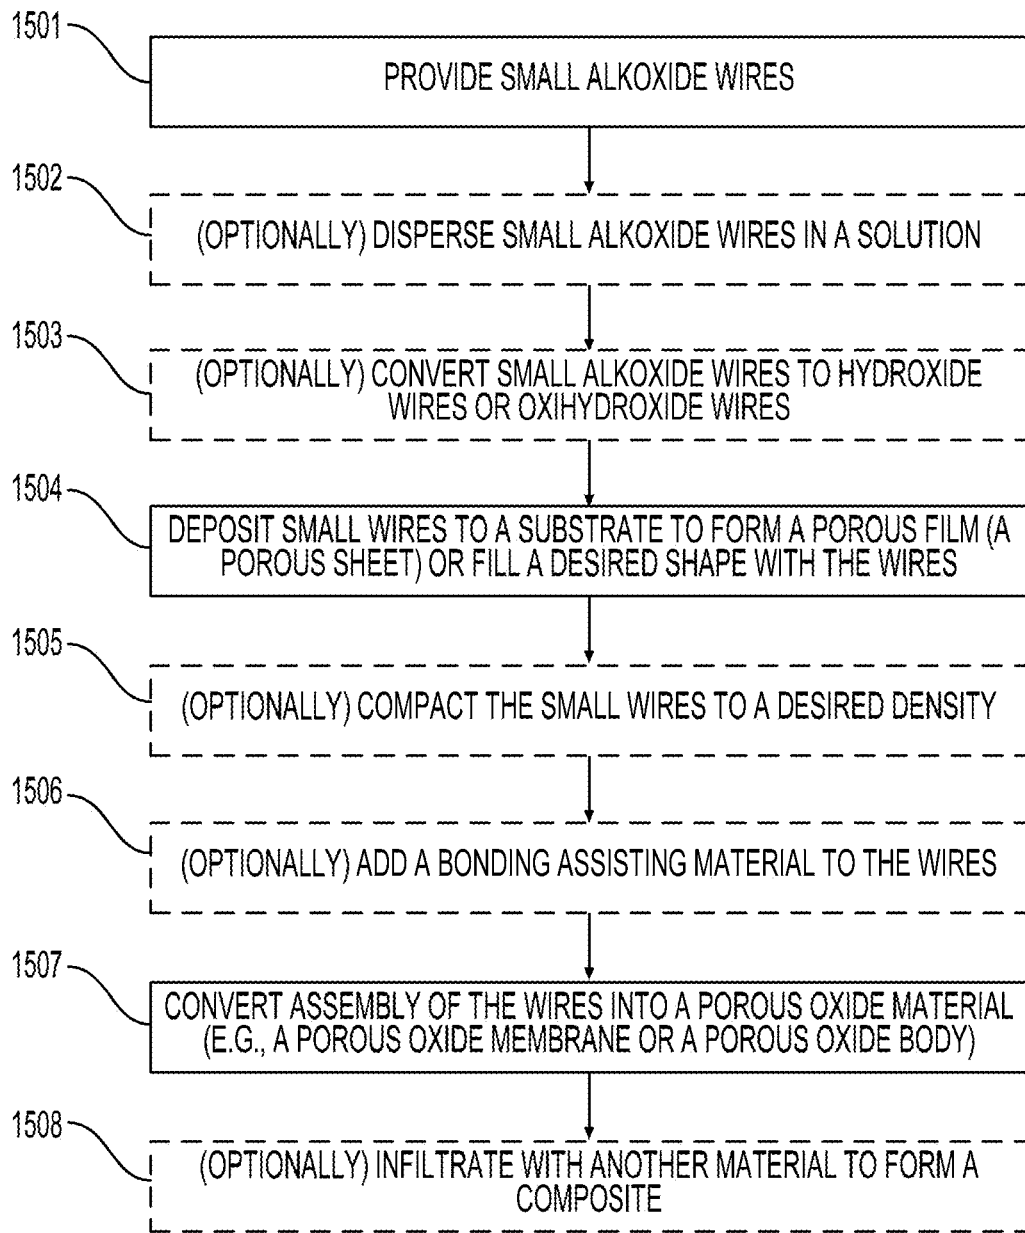 1501
PROVIDE SMALL ALKOXIDE WIRES
1502
(OPTIONALLY) DISPERSE SMALL ALKOXIDE WIRES IN A SOLUTION
1503
(OPTIONALLY) CONVERT SMALL ALKOXIDE WIRES TO HYDROXIDE
WIRES OR OXIHYDROXIDE WIRES
1504
DEPOSIT SMALL WIRES TO A SUBSTRATE TO FORM A POROUS FILM (A
POROUS SHEET) OR FILL A DESIRED SHAPE WITH THE WIRES
1505
(OPTIONALLY) COMPACT THE SMALL WIRES TO A DESIRED DENSITY
1506
(OPTIONALLY) ADD A BONDING ASSISTING MATERIAL TO THE WIRES
1507
CONVERT ASSEMBLY OF THE WIRES INTO A POROUS OXIDE MATERIAL
(E.G., A POROUS OXIDE MEMBRANE OR A POROUS OXIDE BODY)
1508
(OPTIONALLY) INFILTRATE WITH ANOTHER MATERIAL TO FORM A
COMPOSITE